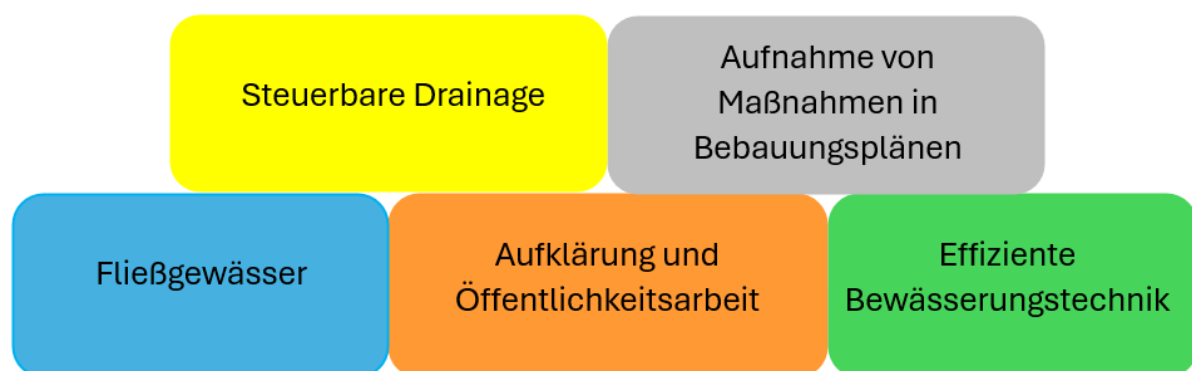 Steuerbare Drainage
Aufnahme von
Maßnahmen in
Bebauungsplänen
Fließgewässer
Aufklärung und
Öffentlichkeitsarbeit
Effiziente
Bewässerungstechnik